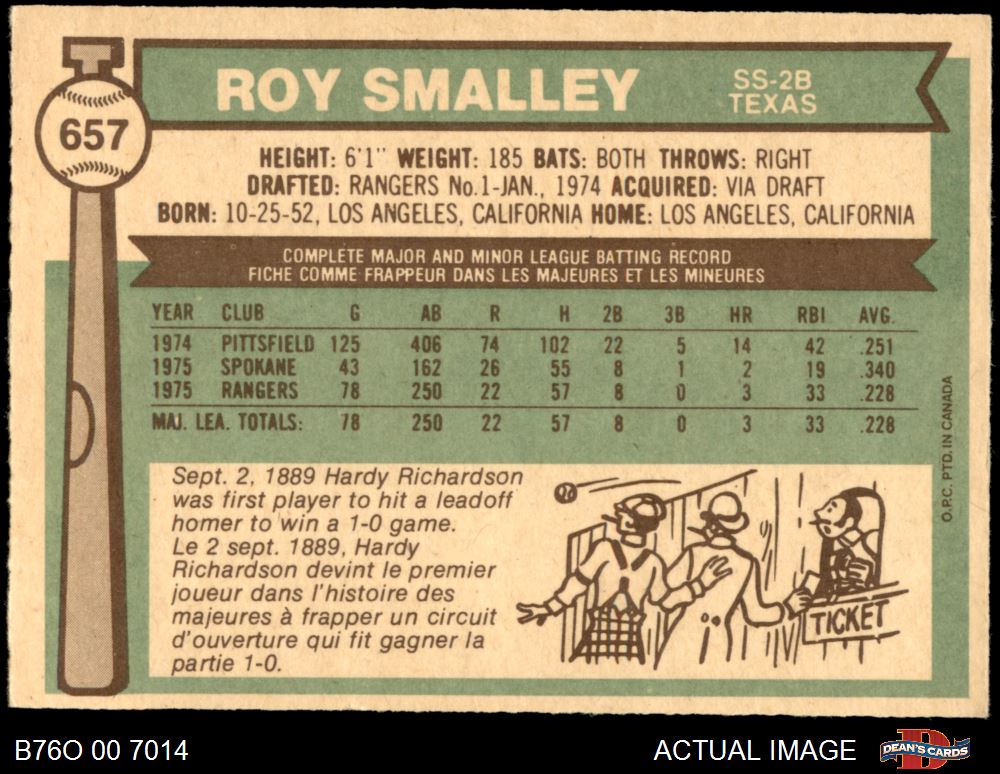 657
ROY SMALLEY
SS-2B
TEXAS
HEIGHT: 6'1" WEIGHT: 185 BATS: BOTH THROWS: RIGHT
DRAFTED: RANGERS No.1-JAN., 1974 ACQUIRED: VIA DRAFT
BORN: 10-25-52, LOS ANGELES, CALIFORNIA HOME: LOS ANGELES, CALIFORNIA
COMPLETE MAJOR AND MINOR LEAGUE BATTING RECORD
FICHE COMME FRAPPEUR DANS LES MAJEURES ET LES MINEURES
YEAR CLUB G AB R H 2B 3B HR RBI AVG.
1974 PITTSFIELD 125 406 74 102 22 5 14 42 .251
1975 SPOKANE 43 162 26 55 8 1 2 19 .340
1975 RANGERS 78 250 22 57 8 0 3 33 .228
MAJ. LEA. TOTALS: 78 250 22 57 8 0 3 33 .228
Sept. 2, 1889 Hardy Richardson
was first player to hit a leadoff
homer to win a 1-0 game.
Le 2 sept. 1889, Hardy
Richardson devint le premier
joueur dans l'histoire des
majeures à frapper un circuit
d'ouverture qui fit gagner la
partie 1-0.
TICKET
O.P.C. PTD. IN CANADA
B76O 00 7014
ACTUAL IMAGE
DEAN'S CARDS